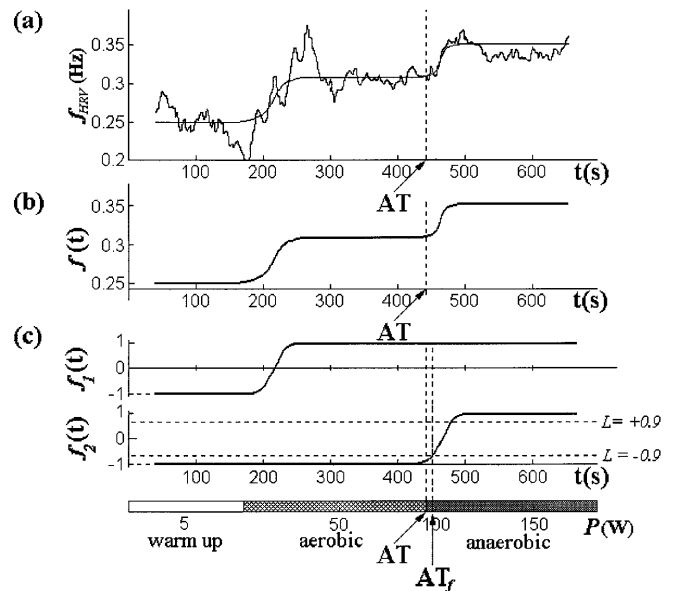 (a)
f_HRV (Hz)
0.35
0.3
0.25
0.2
100 200 300 400 500 600 t(s)
AT
(b)
f(t)
0.35
0.3
0.25
100 200 300 400 500 600 t(s)
AT
(c)
f_1(t)
1
0
-1
f_2(t)
1
0
-1
L= +0.9
L = -0.9
100 200 300 400 500 600 t(s)
5 50 100 150 P(W)
warm up aerobic anaerobic
AT
AT_f